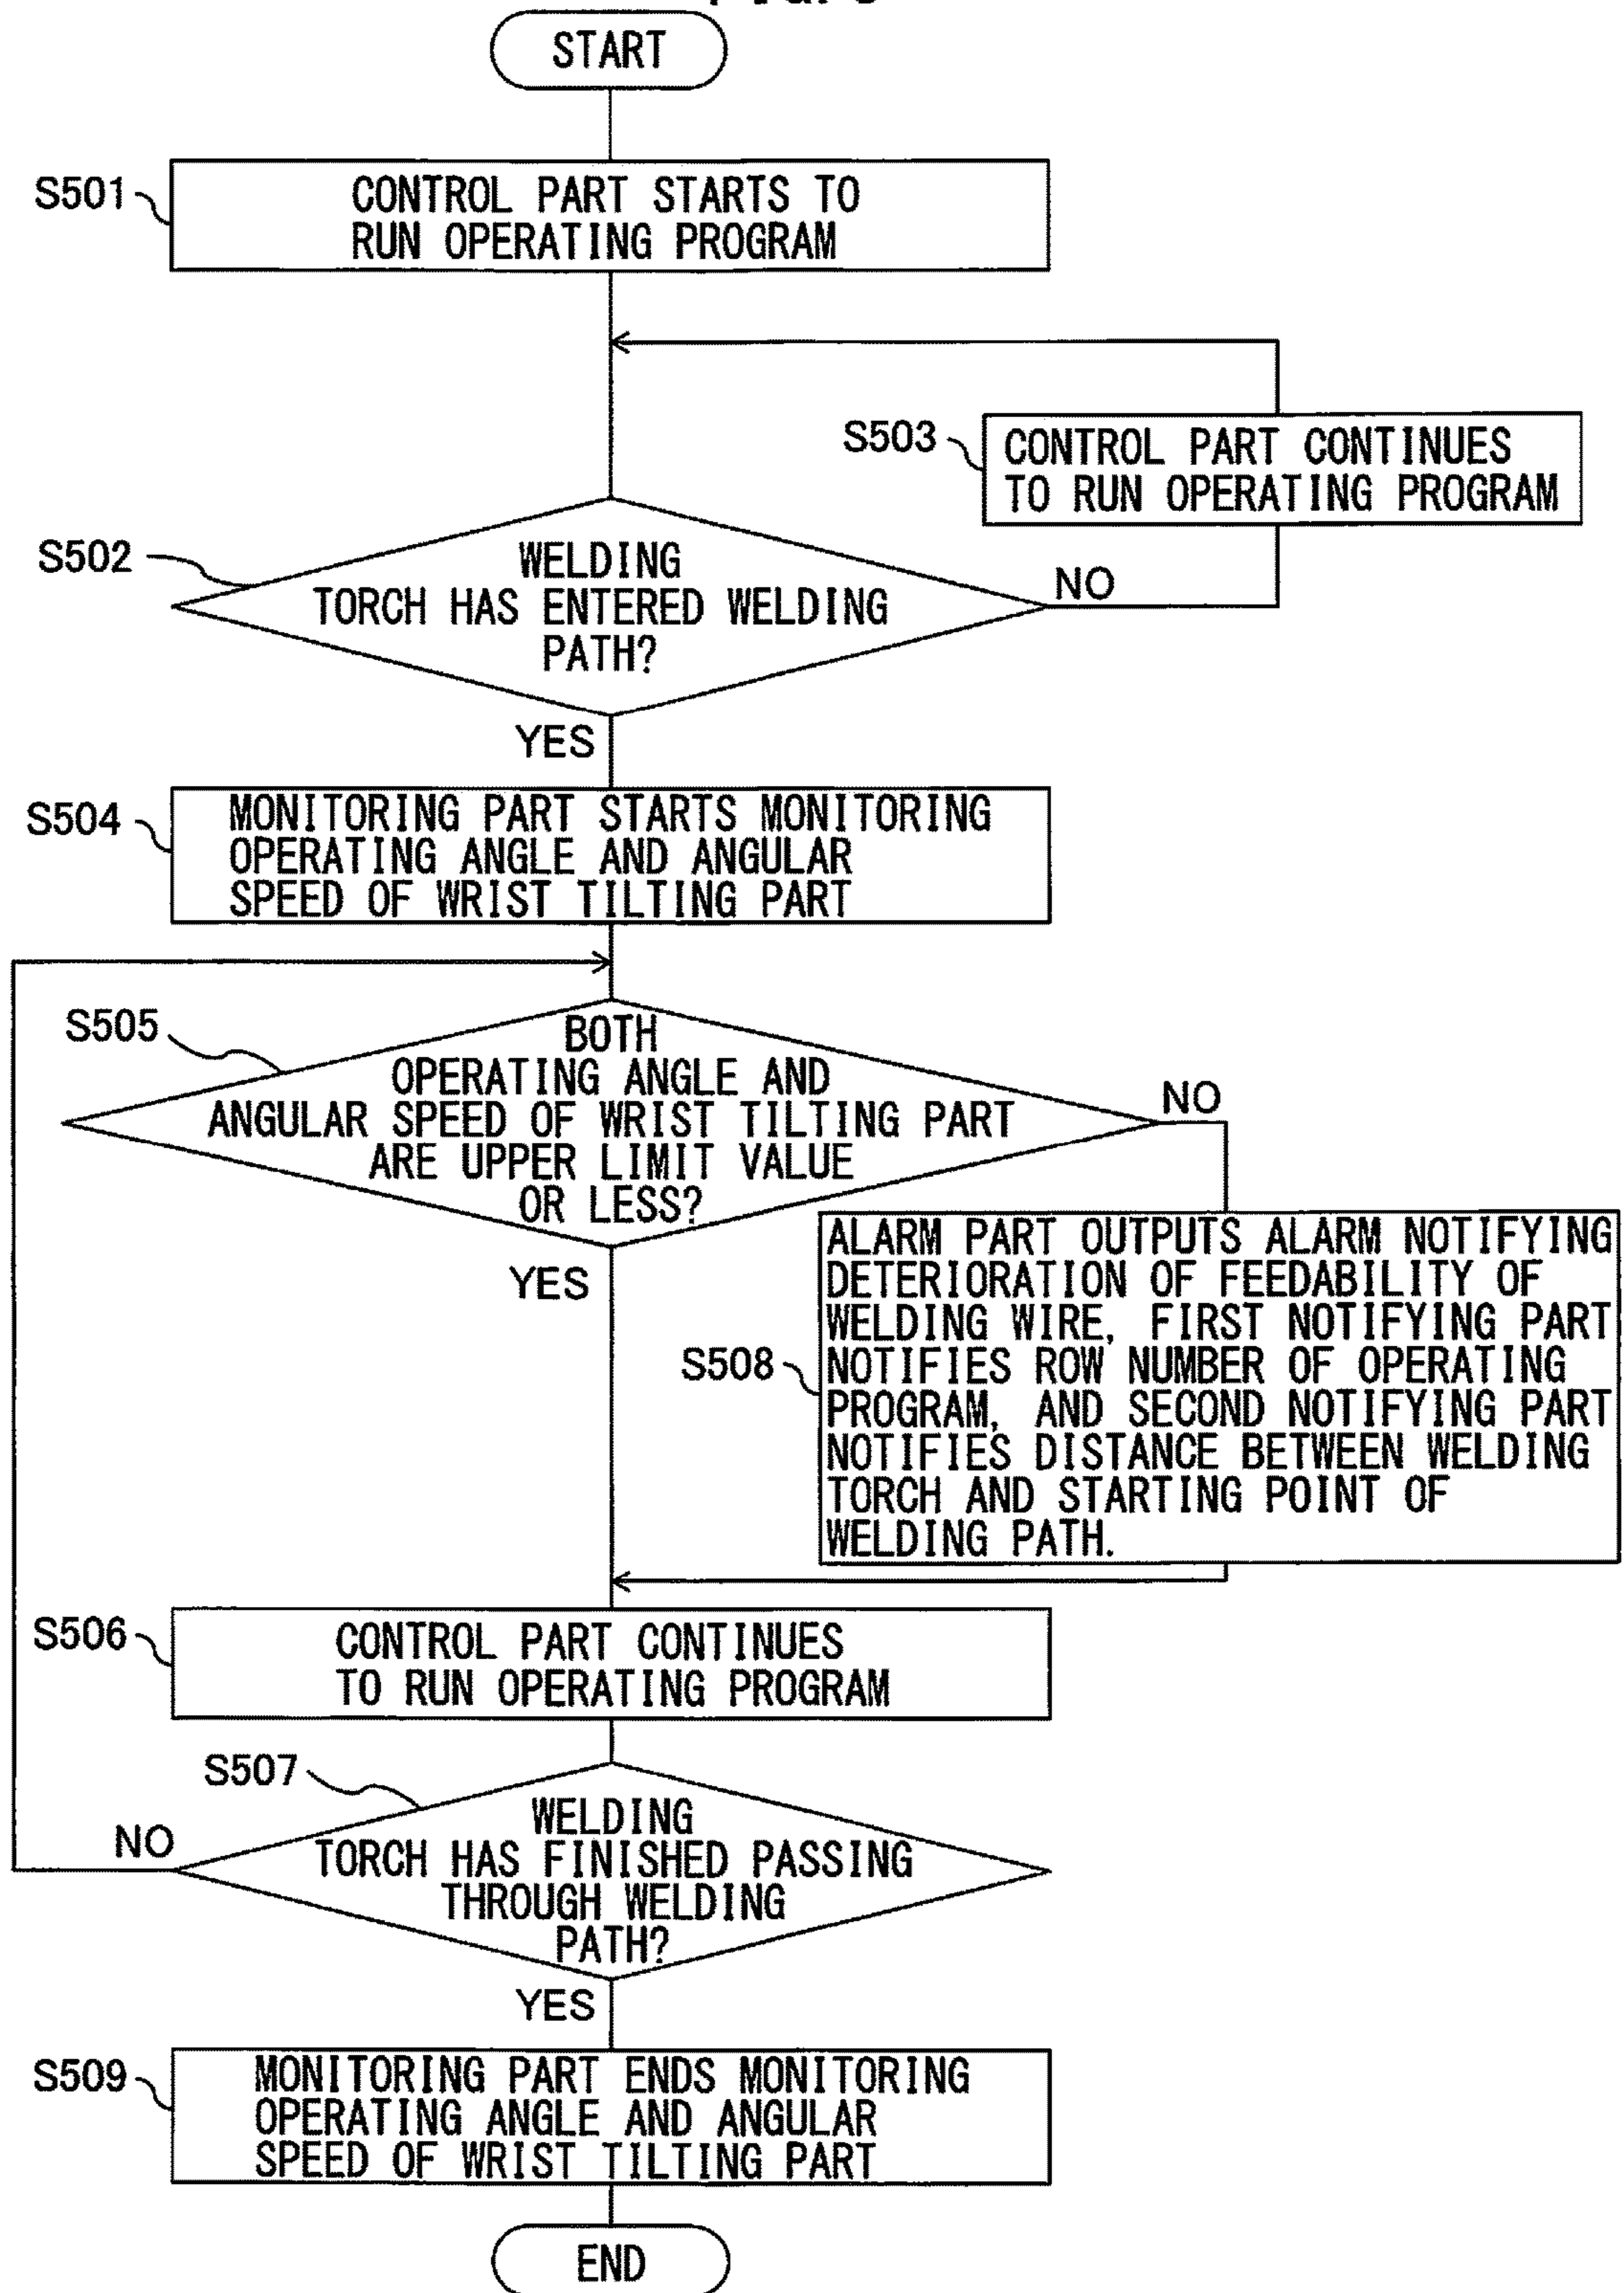 START
S501
CONTROL PART STARTS TO
RUN OPERATING PROGRAM
S503
CONTROL PART CONTINUES
TO RUN OPERATING PROGRAM
S502
WELDING
TORCH HAS ENTERED WELDING
PATH?
NO
YES
S504
MONITORING PART STARTS MONITORING
OPERATING ANGLE AND ANGULAR
SPEED OF WRIST TILTING PART
S505
BOTH
OPERATING ANGLE AND
ANGULAR SPEED OF WRIST TILTING PART
ARE UPPER LIMIT VALUE
OR LESS?
NO
YES
S508
ALARM PART OUTPUTS ALARM NOTIFYING
DETERIORATION OF FEEDABILITY OF
WELDING WIRE, FIRST NOTIFYING PART
NOTIFIES ROW NUMBER OF OPERATING
PROGRAM, AND SECOND NOTIFYING PART
NOTIFIES DISTANCE BETWEEN WELDING
TORCH AND STARTING POINT OF
WELDING PATH.
S506
CONTROL PART CONTINUES
TO RUN OPERATING PROGRAM
S507
WELDING
TORCH HAS FINISHED PASSING
THROUGH WELDING
PATH?
NO
YES
S509
MONITORING PART ENDS MONITORING
OPERATING ANGLE AND ANGULAR
SPEED OF WRIST TILTING PART
END